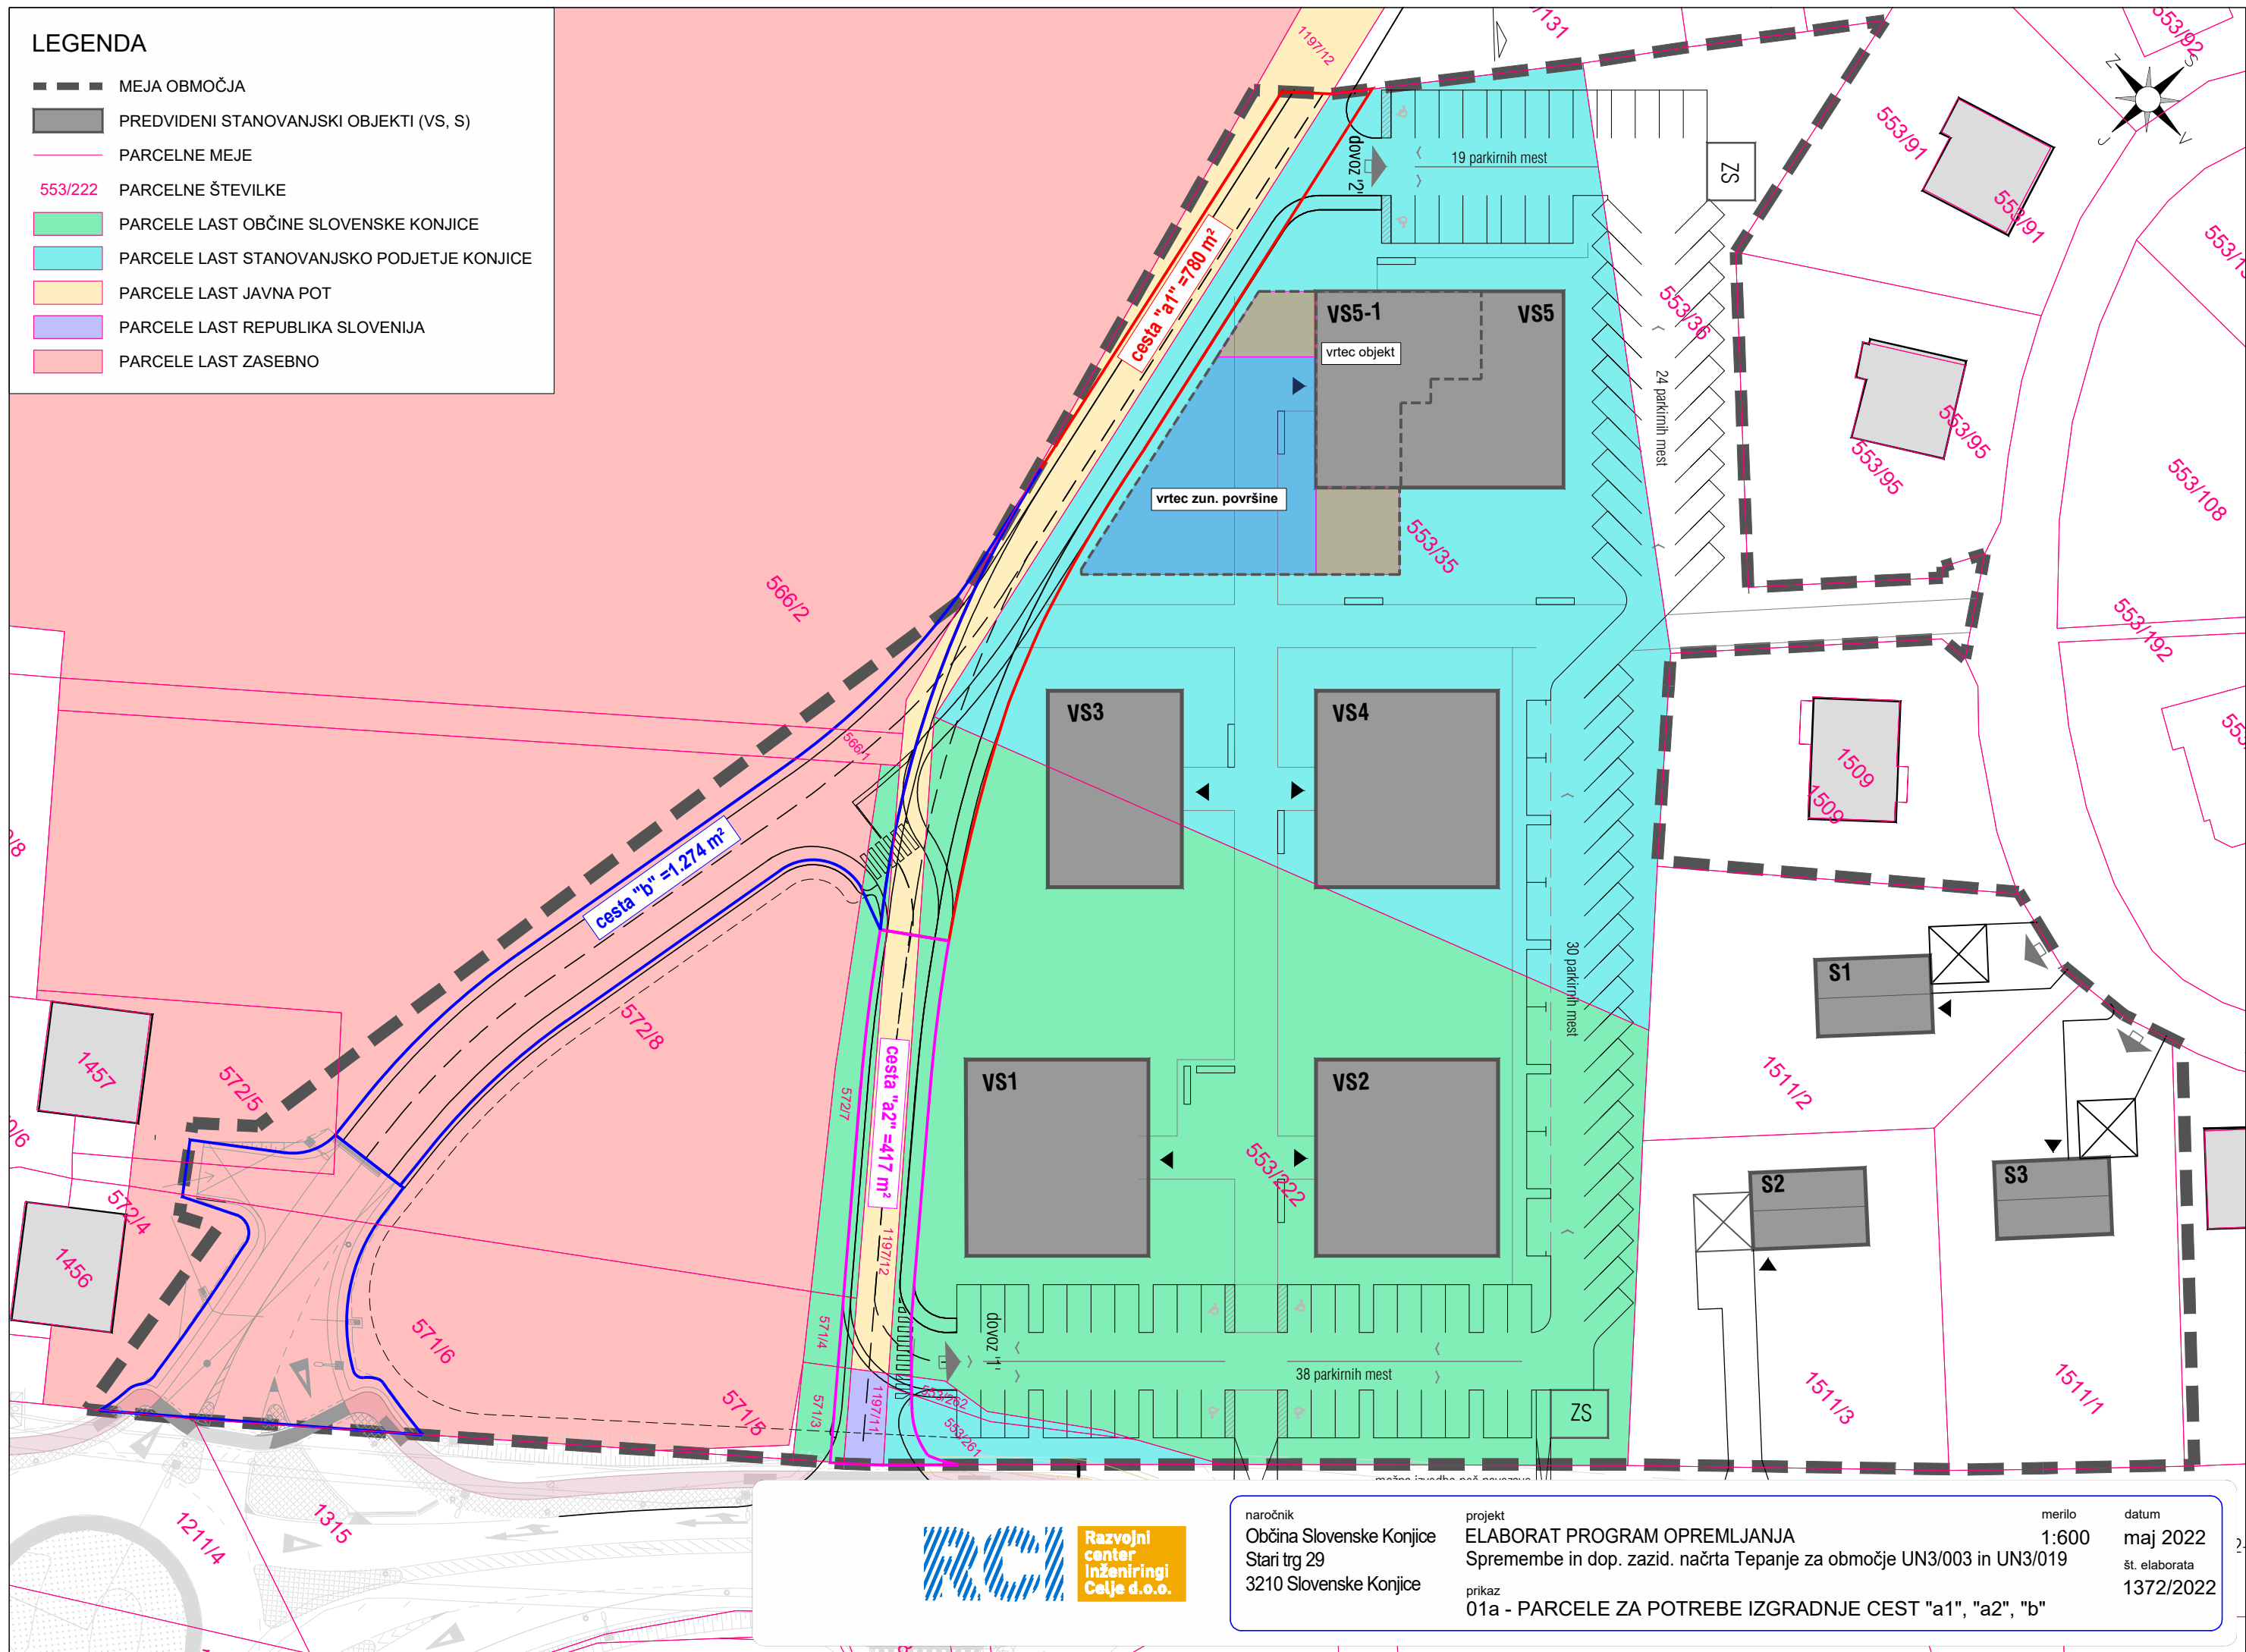 LEGENDA
MEJA OBMOČJA
PREDVIDENI STANOVANJSKI OBJEKTI (VS, S)
PARCELNE MEJE
553/222 PARCELNE ŠTEVILKE
PARCELE LAST OBČINE SLOVENSKE KONJICE
PARCELE LAST STANOVANJSKO PODJETJE KONJICE
PARCELE LAST JAVNA POT
PARCELE LAST REPUBLIKA SLOVENIJA
PARCELE LAST ZASEBNO
1197/12
553/92
Z
S
J
V
553/91
553/91
dovoz '2'
19 parkirnih mest
ZS
cesta "a1" =780 m²
VS5-1
VS5
vrtec objekt
553/36
24 parkirnih mest
553/95
553/95
553/108
vrtec zun. površine
553/35
566/2
553/192
VS3
VS4
566/1
1509
1509
cesta "b" =1.274 m²
30 parkirnih mest
S1
572/8
1457
572/5
572/7
cesta "a2" =417 m²
VS1
VS2
1511/2
553/222
S2
S3
572/4
1456
1197/12
571/6
571/4
dovoz '1'
38 parkirnih mest
571/5
571/3
1197/1
553/262
553/261
ZS
1511/3
1511/1
1211/4
1315
RCI
Razvojni
center
Inženiringi
Celje d.o.o.
naročnik
Občina Slovenske Konjice
Stari trg 29
3210 Slovenske Konjice
projekt
ELABORAT PROGRAM OPREMLJANJA
Spremembe in dop. zazid. načrta Tepanje za območje UN3/003 in UN3/019
prikaz
01a - PARCELE ZA POTREBE IZGRADNJE CEST "a1", "a2", "b"
merilo
1:600
datum
maj 2022
št. elaborata
1372/2022